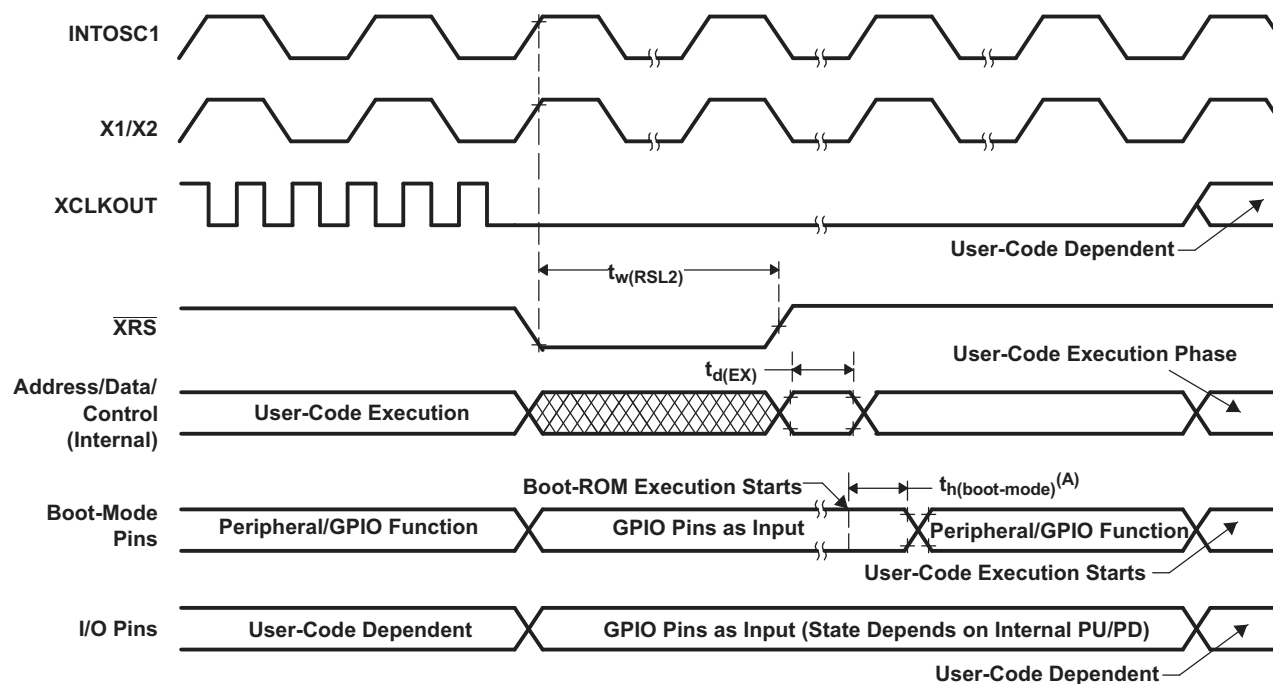 INTOSC1
X1/X2
XCLKOUT
User-Code Dependent
tw(RSL2)
XRS
User-Code Execution Phase
td(EX)
Address/Data/
Control
(Internal)
User-Code Execution
Boot-ROM Execution Starts
th(boot-mode)(A)
Boot-Mode
Pins
Peripheral/GPIO Function
GPIO Pins as Input
Peripheral/GPIO Function
User-Code Execution Starts
I/O Pins
User-Code Dependent
GPIO Pins as Input (State Depends on Internal PU/PD)
User-Code Dependent